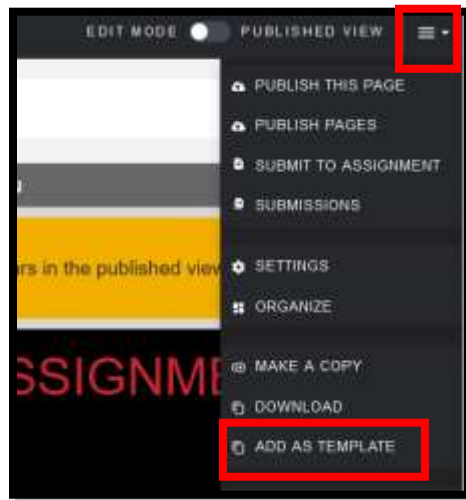 EDIT MODE PUBLISHED VIEW
PUBLISH THIS PAGE
PUBLISH PAGES
SUBMIT TO ASSIGNMENT
SUBMISSIONS
rs in the published view
SETTINGS
ORGANIZE
SSIGNME
MAKE A COPY
DOWNLOAD
ADD AS TEMPLATE